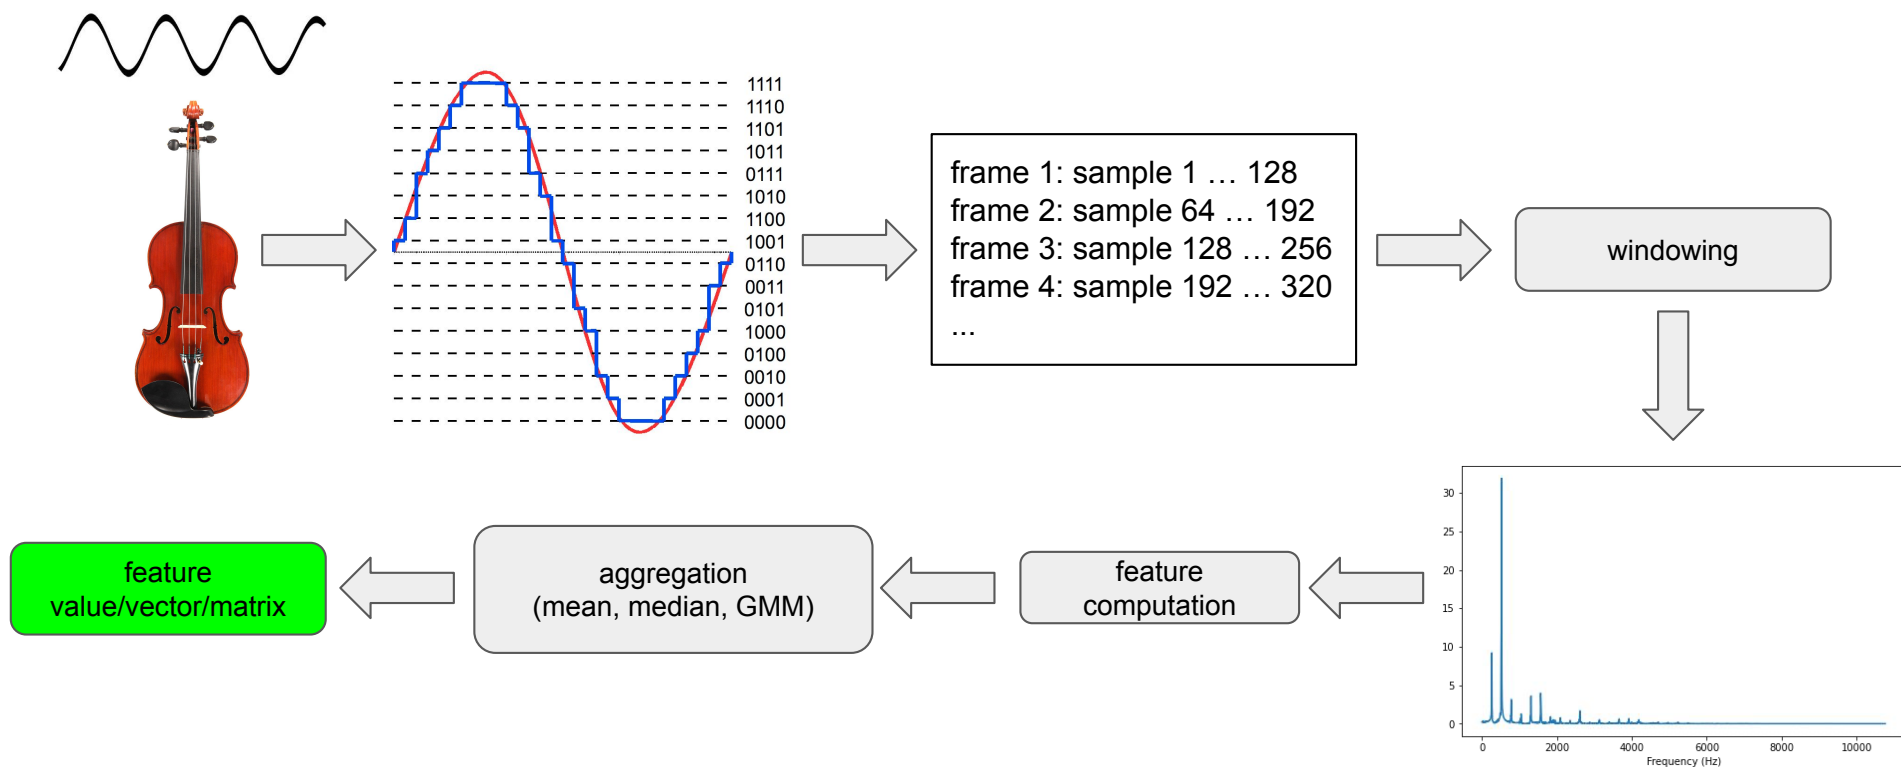 1111
1110
1101
1011
0111
1010
1100
1001
0110
0011
0101
1000
0100
0010
0001
0000
frame 1: sample 1 … 128
frame 2: sample 64 … 192
frame 3: sample 128 … 256
frame 4: sample 192 … 320
...
windowing
30
25
20
15
10
5
0
0 2000 4000 6000 8000 10000
Frequency (Hz)
feature
computation
aggregation
(mean, median, GMM)
feature
value/vector/matrix